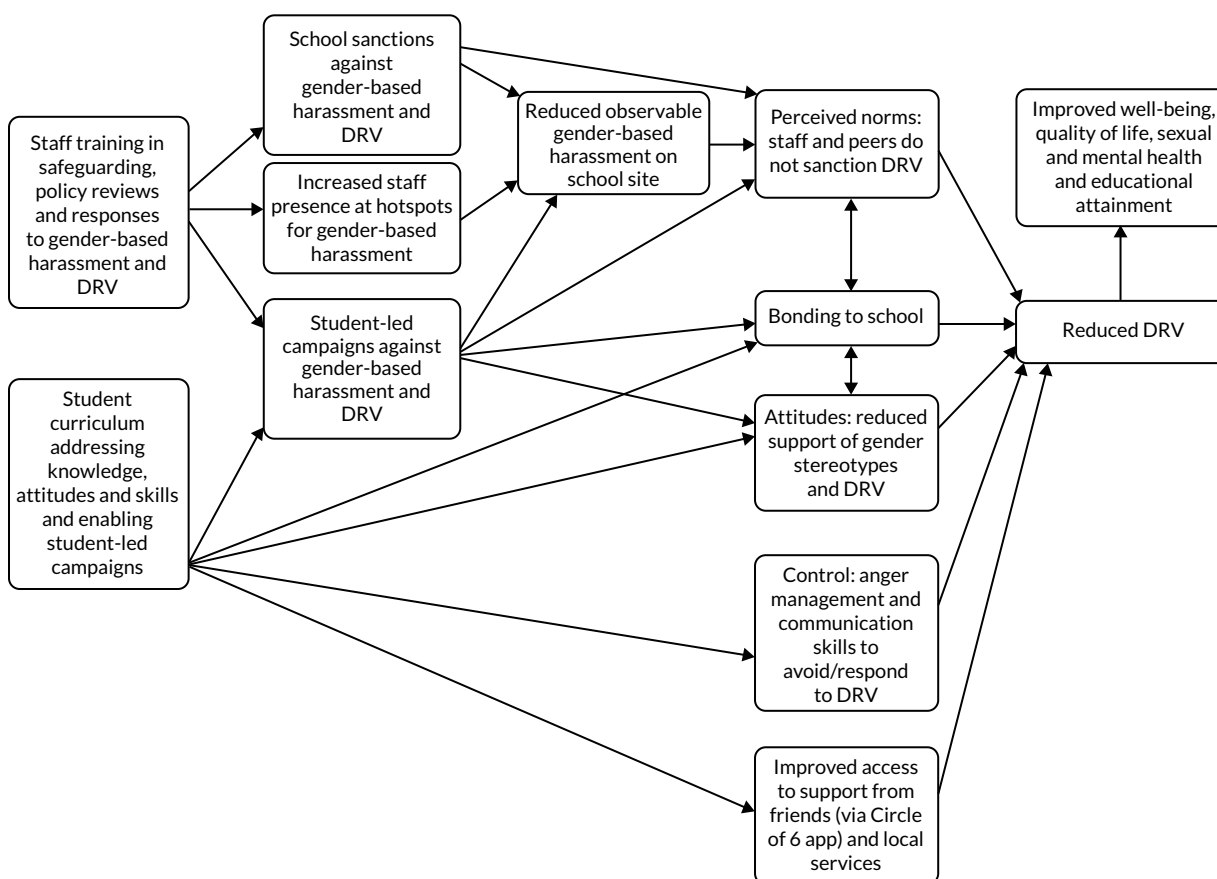 School sanctions
against
gender-based
harassment and
DRV
Staff training in
safeguarding,
policy reviews
and responses
to gender-based
harassment and
DRV
Increased staff
presence at hotspots
for gender-based
harassment
Student-led
campaigns against
gender-based
harassment and
DRV
Student
curriculum
addressing
knowledge,
attitudes and skills
and enabling
student-led
campaigns
Reduced observable
gender-based
harassment on
school site
Perceived norms:
staff and peers do
not sanction DRV
Bonding to school
Attitudes: reduced
support of gender
stereotypes
and DRV
Control: anger
management and
communication
skills to
avoid/respond
to DRV
Improved access
to support from
friends (via Circle
of 6 app) and local
services
Improved well-being,
quality of life, sexual
and mental health
and educational
attainment
Reduced DRV